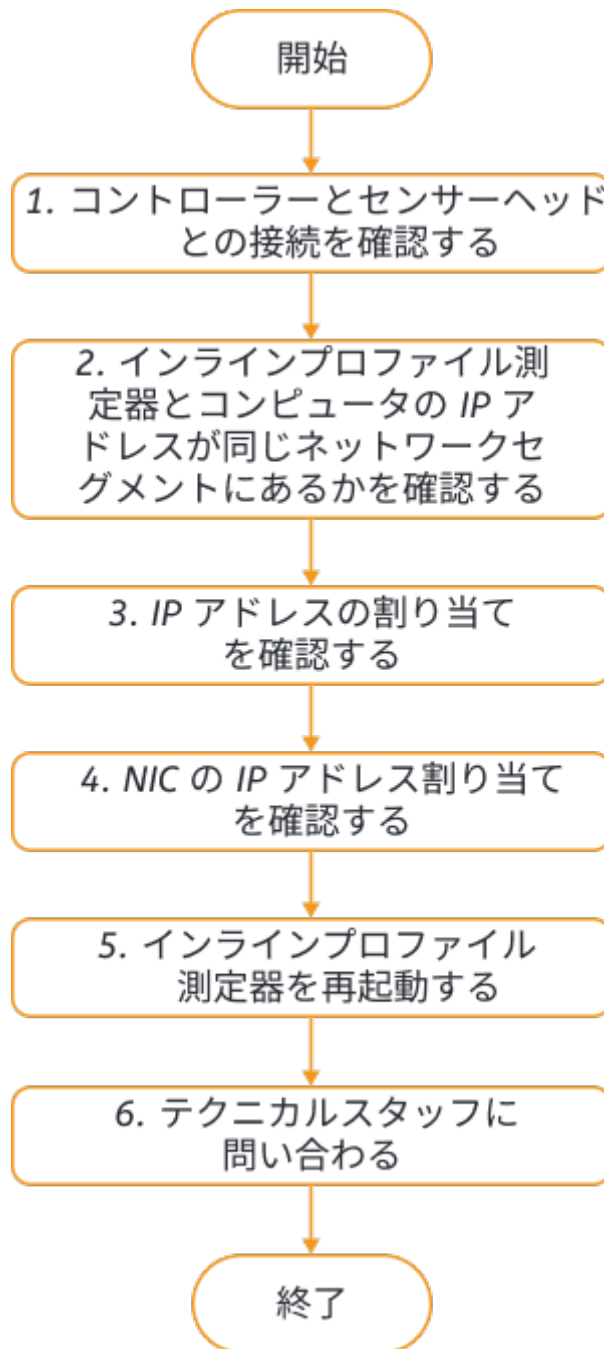 開始
1. コントローラーとセンサーヘッド
との接続を確認する
2. インラインプロファイル測
定器とコンピュータの IP ア
ドレスが同じネットワークセ
グメントにあるかを確認する
3. IP アドレスの割り当て
を確認する
4. NIC の IP アドレス割り当て
を確認する
5. インラインプロファイル
測定器を再起動する
6. テクニカルスタッフに
問い合わる
終了